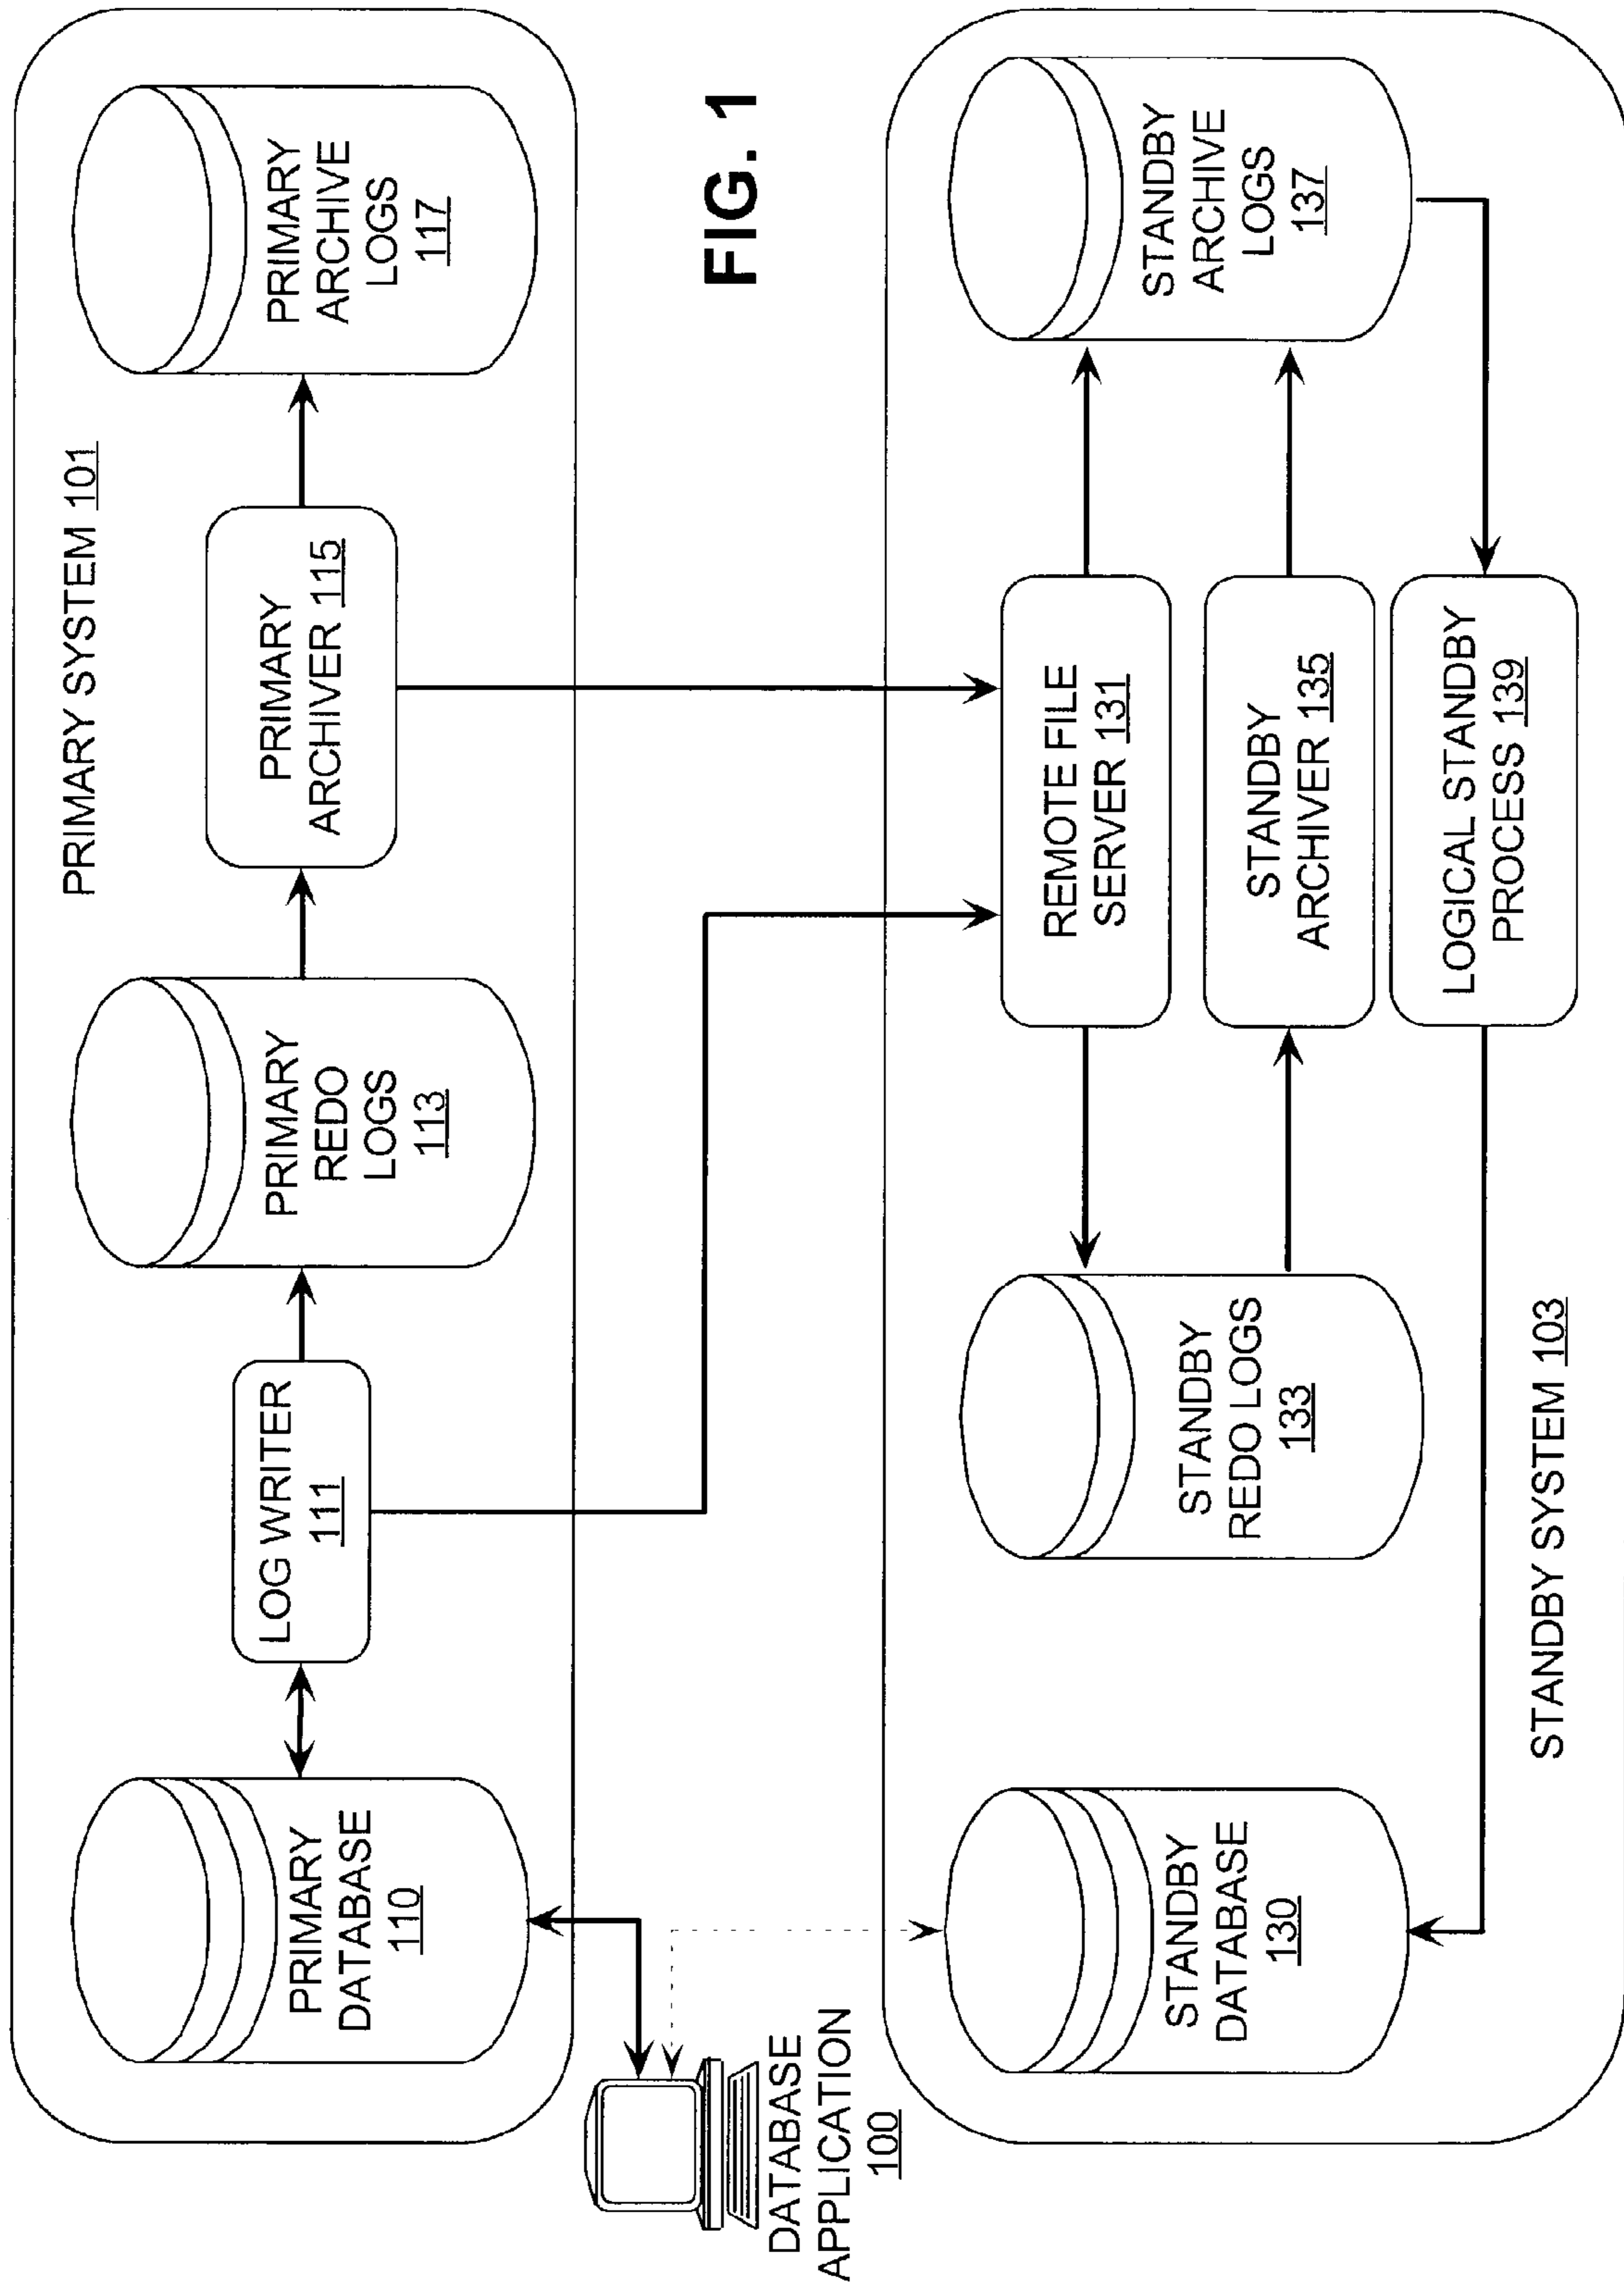 PRIMARY SYSTEM 101
PRIMARY
DATABASE
110
LOG WRITER
111
PRIMARY
REDO
LOGS
113
PRIMARY
ARCHIVER 115
PRIMARY
ARCHIVE
LOGS
117
DATABASE
APPLICATION
100
FIG. 1
STANDBY
DATABASE
130
STANDBY
REDO LOGS
133
REMOTE FILE
SERVER 131
STANDBY
ARCHIVER 135
LOGICAL STANDBY
PROCESS 139
STANDBY
ARCHIVE
LOGS
137
STANDBY SYSTEM 103